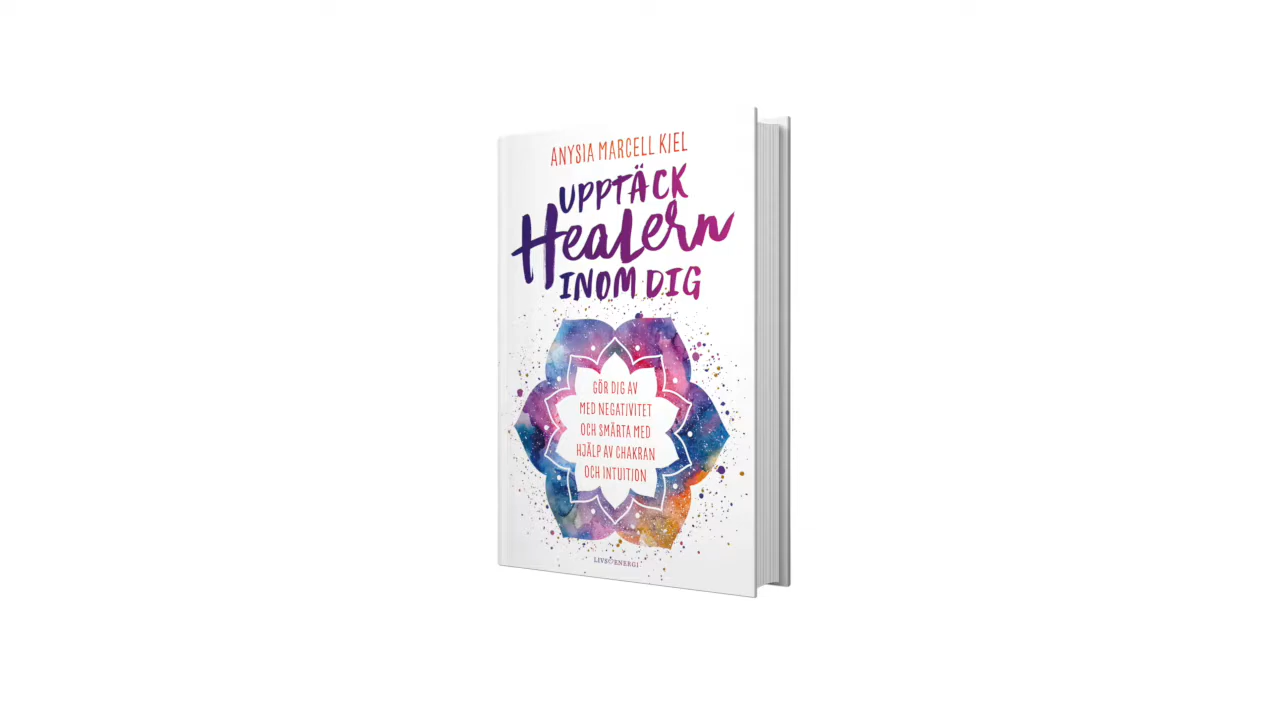 ANYSIA MARCELL KIEL
UPPTÄCK
Healern
INOM DIG
GÖR DIG AV
MED NEGATIVITET
OCH SMÄRTA MED
HJÄLP AV CHAKRAN
OCH INTUITION
LIVSENERGI